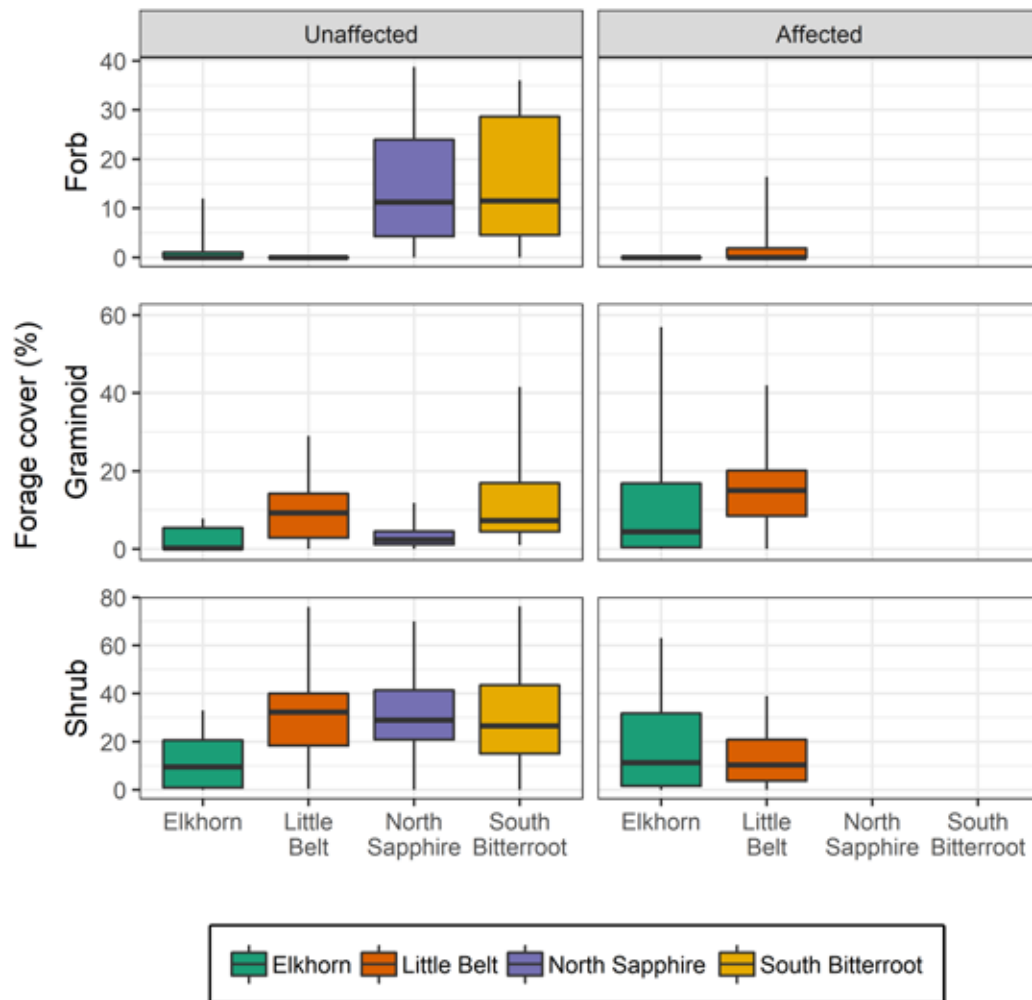 Unaffected
Affected
Forage cover (%)
Forb
40
30
20
10
0
Graminoid
60
40
20
0
Shrub
80
60
40
20
0
Elkhorn
Little
Belt
North
Sapphire
South
Bitterroot
Elkhorn
Little
Belt
North
Sapphire
South
Bitterroot
Elkhorn Little Belt North Sapphire South Bitterroot